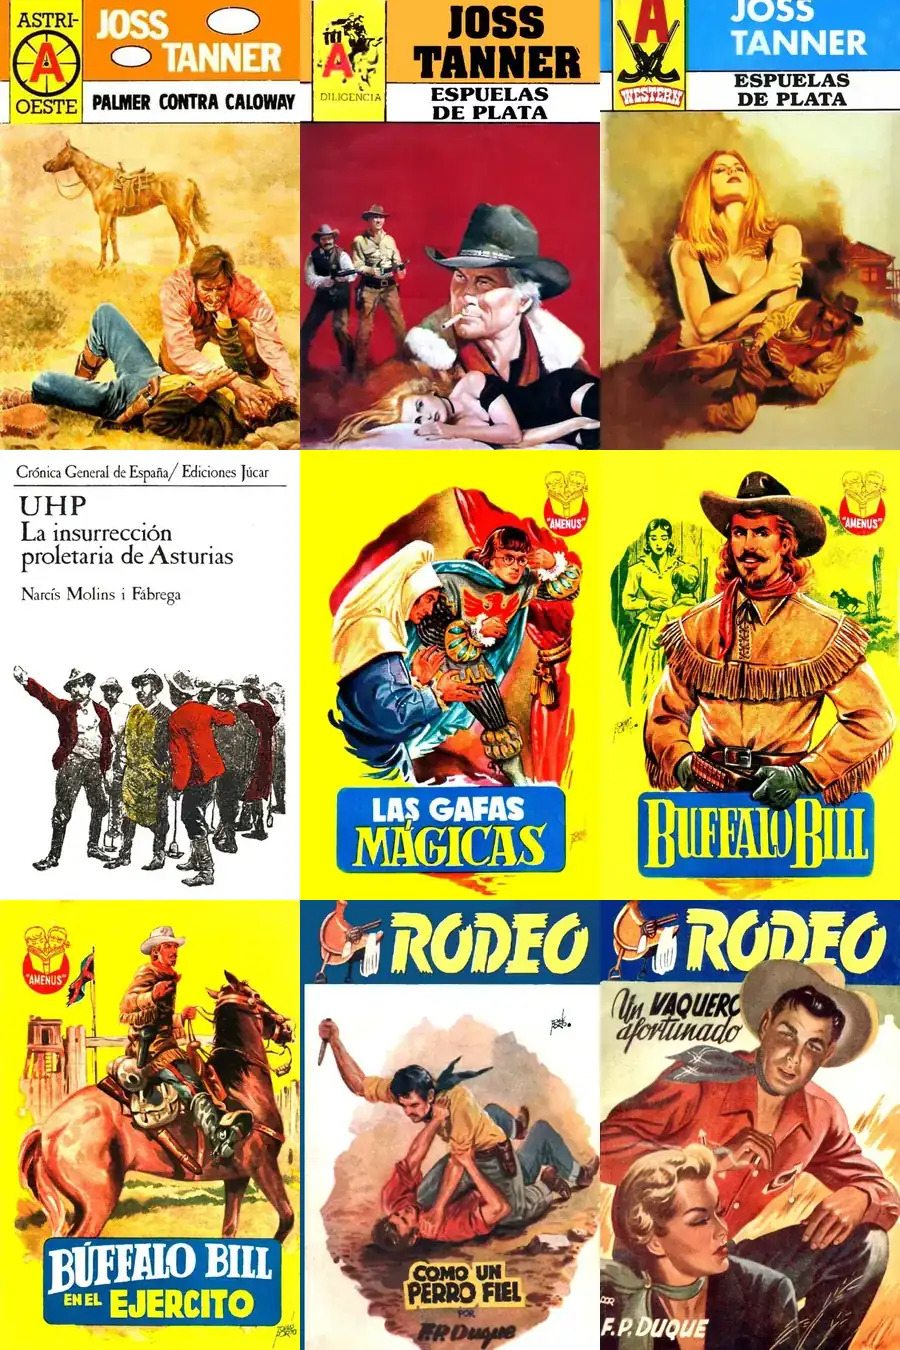 ASTRI-
A
OESTE
JOSS
TANNER
PALMER CONTRA CALOWAY
A
DILIGENCIA
JOSS
TANNER
ESPUELAS
DE PLATA
A
WESTERN
JOSS
TANNER
ESPUELAS
DE PLATA
Crónica General de España/ Ediciones Júcar
UHP
La insurrección
proletaria de Asturias
Narcís Molins i Fábrega
"AMENUS"
LAS GAFAS
MÁGICAS
"AMENUS"
BUFFALO BILL
"AMENUS"
BÚFFALO BILL
EN EL EJERCITO
RODEO
COMO UN
PERRO FIEL
POR
F.P. Duque
RODEO
Un VAQUERO
afortunado
POR
F. P. DUQUE